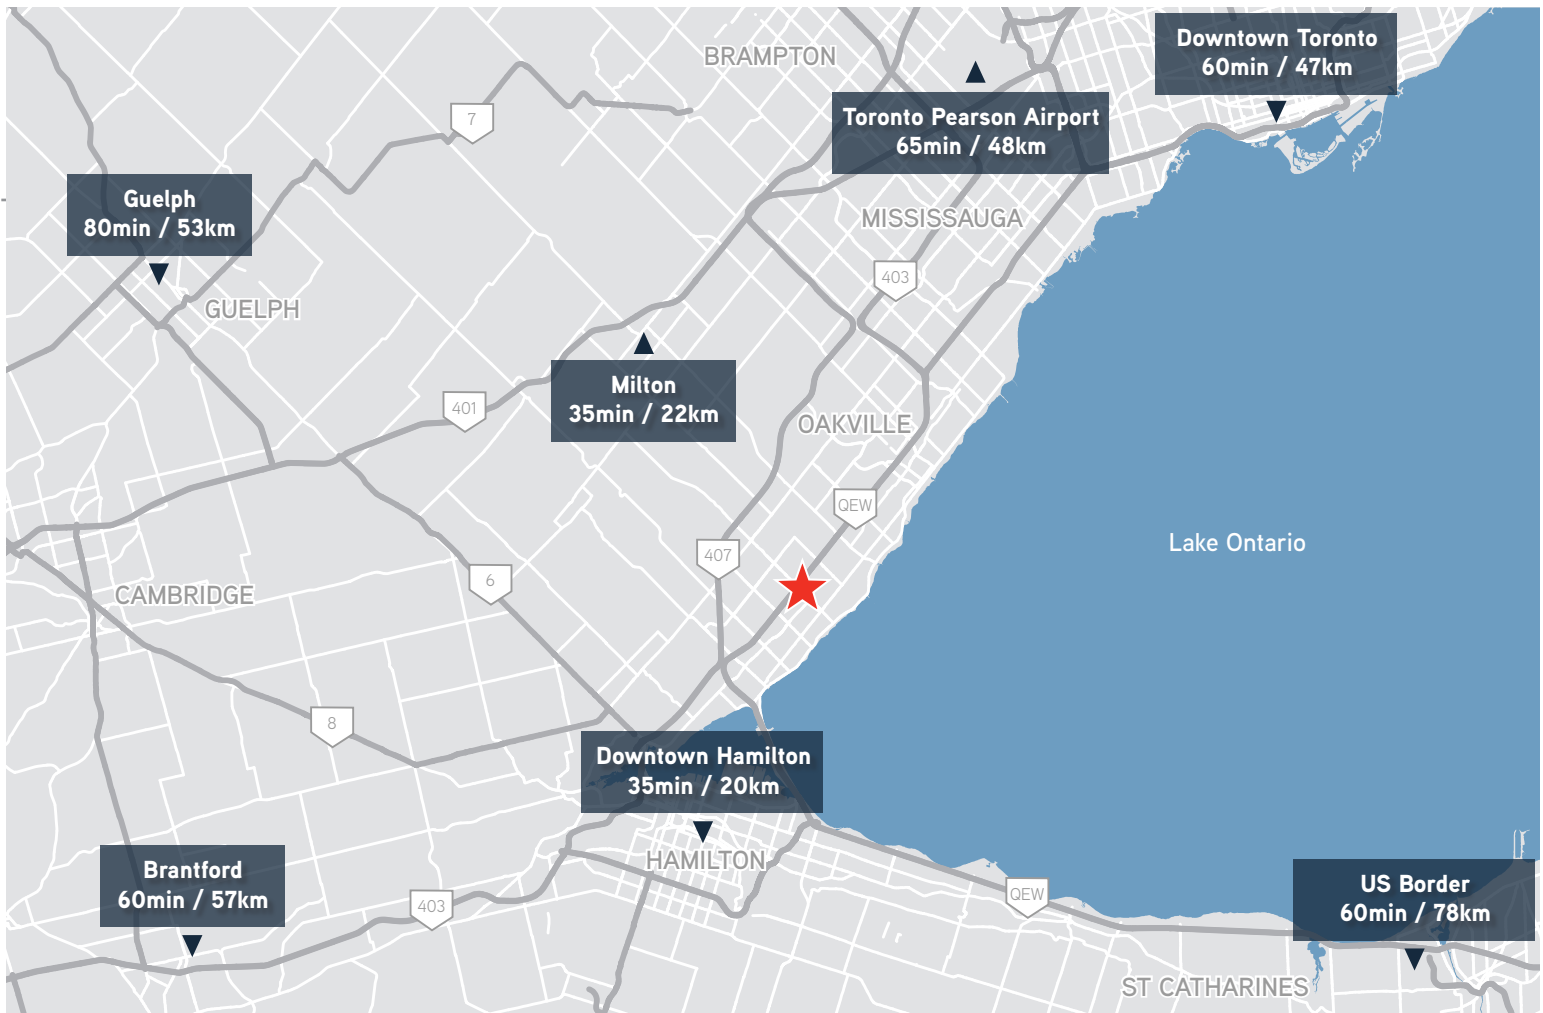 Downtown Toronto
60min / 47km
BRAMPTON
Toronto Pearson Airport
65min / 48km
7
Guelph
80min / 53km
MISSISSAUGA
403
GUELPH
Milton
35min / 22km
401
OAKVILLE
QEW
Lake Ontario
407
6
CAMBRIDGE
8
Downtown Hamilton
35min / 20km
HAMILTON
Brantford
60min / 57km
403
QEW
US Border
60min / 78km
ST CATHARINES